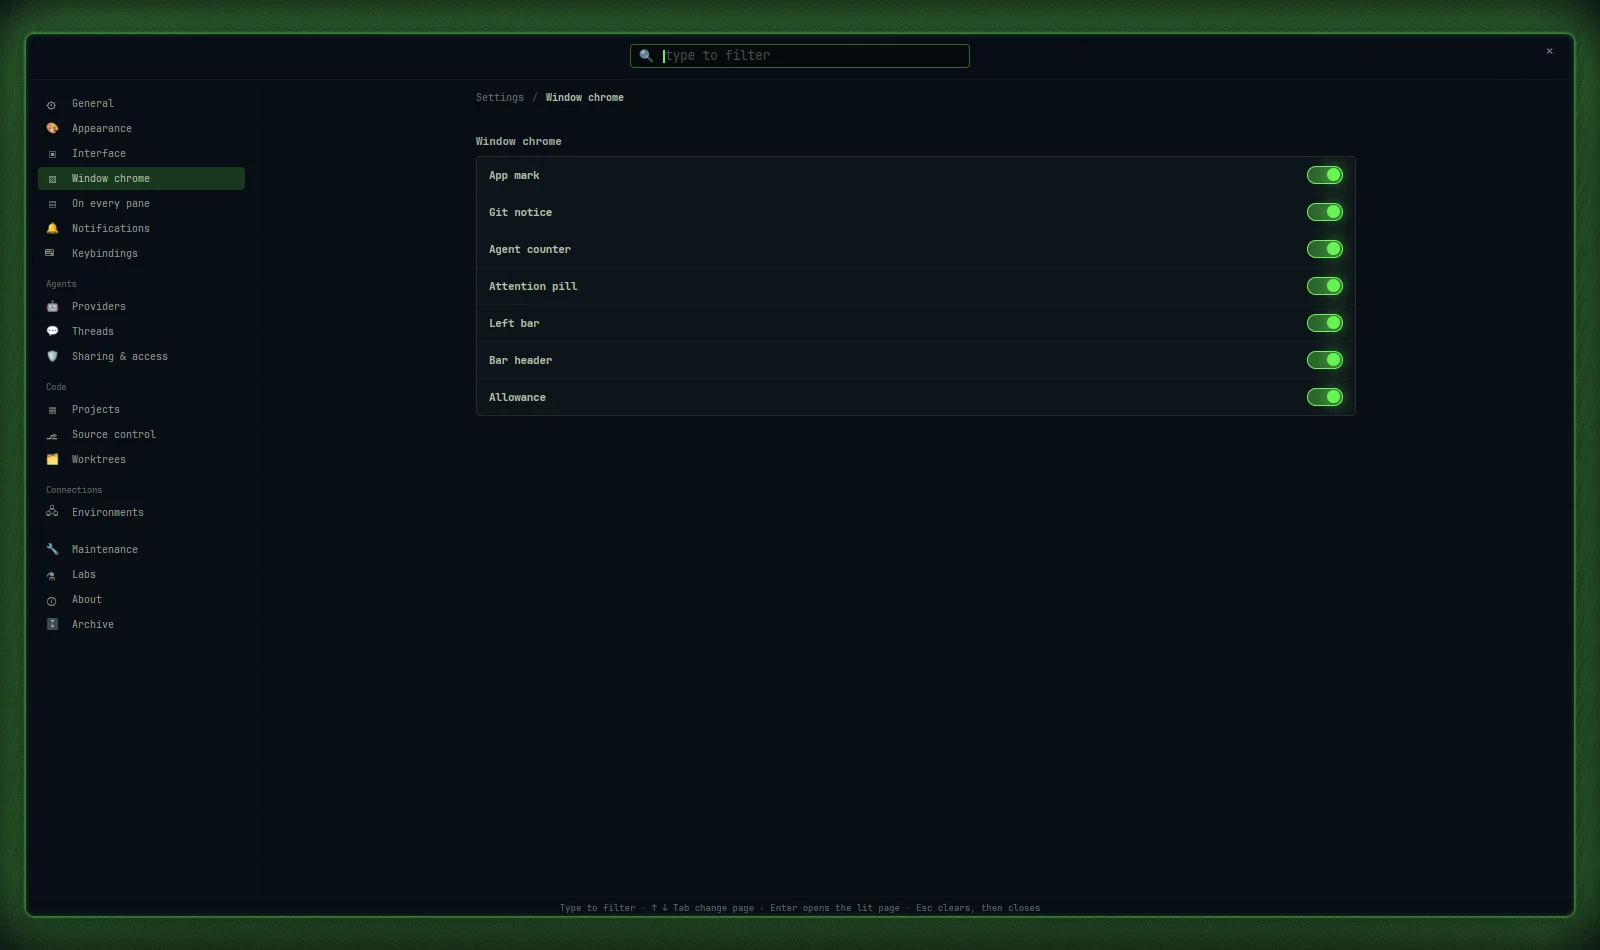 type to filter
×
General
Appearance
Interface
Window chrome
On every pane
Notifications
Keybindings
Agents
Providers
Threads
Sharing & access
Code
Projects
Source control
Worktrees
Connections
Environments
Maintenance
Labs
About
Archive
Settings / Window chrome
Window chrome
App mark
Git notice
Agent counter
Attention pill
Left bar
Bar header
Allowance
Type to filter · ↑ ↓ Tab change page · Enter opens the lit page · Esc clears, then closes